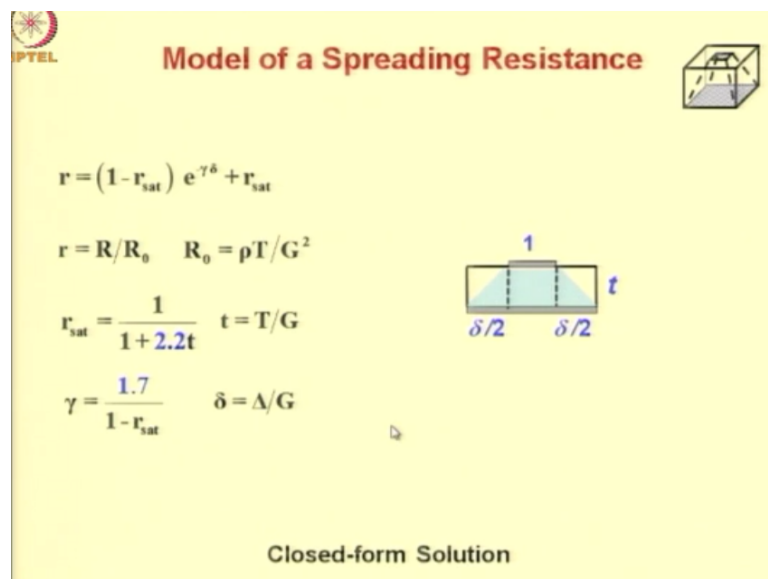 IPTEL
Model of a Spreading Resistance
r = (1 - r_sat) e^γδ + r_sat
r = R/R₀ R₀ = ρT/G²
r_sat = 1 / (1 + 2.2t) t = T/G
γ = 1.7 / (1 - r_sat) δ = Δ/G
1
t
δ/2 δ/2
Closed-form Solution